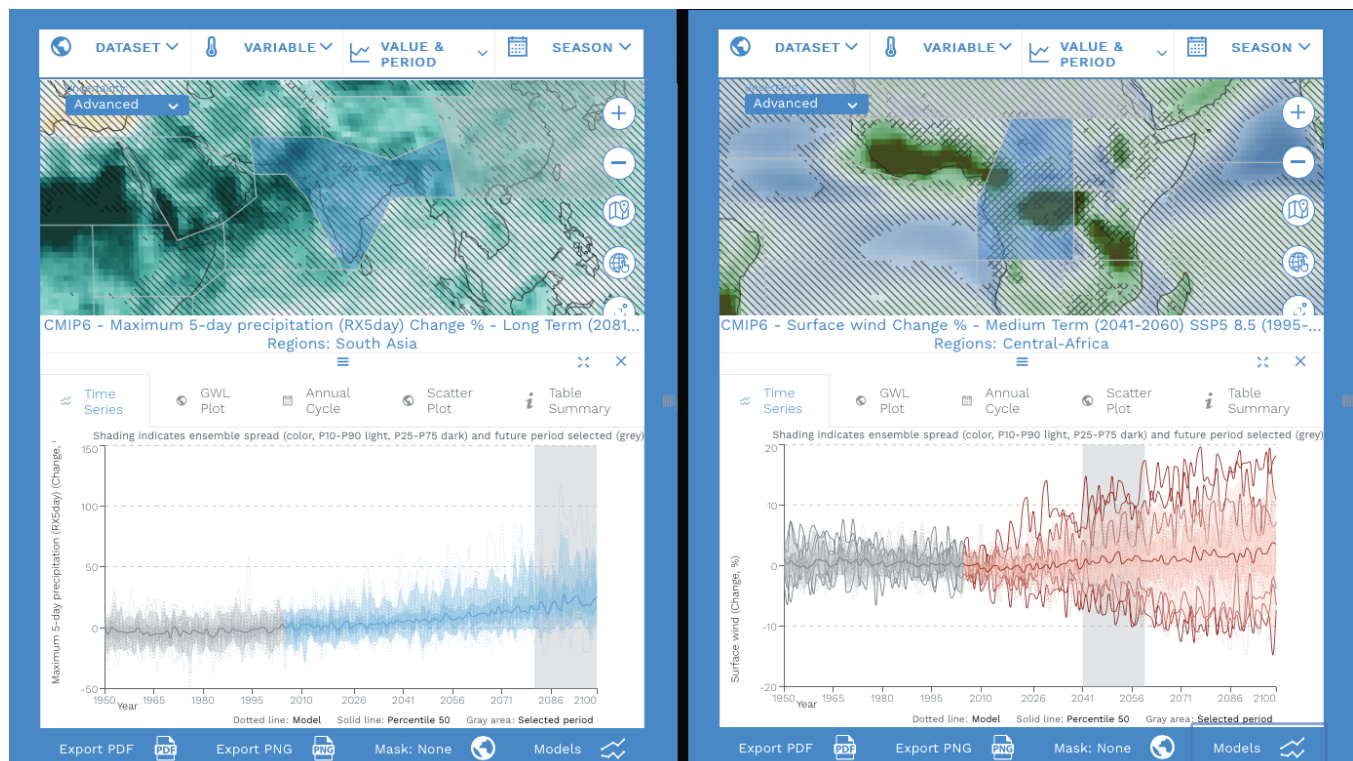 DATASET VARIABLE VALUE & PERIOD SEASON
Uncertainty:
Advanced
CMIP6 - Maximum 5-day precipitation (RX5day) Change % - Long Term (2081...
Regions: South Asia
Time Series
GWL Plot
Annual Cycle
Scatter Plot
Table Summary
Shading indicates ensemble spread (color, P10-P90 light, P25-P75 dark) and future period selected (grey)
Maximum 5-day precipitation (RX5day) (Change,
150
100
50
0
-50
1950 1965 1980 1995 2010 2026 2041 2056 2071 2086 2100
Year
Dotted line: Model Solid line: Percentile 50 Gray area: Selected period
Export PDF PDF Export PNG PNG Mask: None Models
DATASET VARIABLE VALUE & PERIOD SEASON
Advanced
CMIP6 - Surface wind Change % - Medium Term (2041-2060) SSP5 8.5 (1995-...
Regions: Central-Africa
Time Series
GWL Plot
Annual Cycle
Scatter Plot
Table Summary
Shading indicates ensemble spread (color, P10-P90 light, P25-P75 dark) and future period selected (grey)
Surface wind (Change, %)
20
10
0
-10
-20
1950 1965 1980 1995 2010 2026 2041 2056 2071 2086 2100
Year
Dotted line: Model Solid line: Percentile 50 Gray area: Selected period
Export PDF PDF Export PNG PNG Mask: None Models